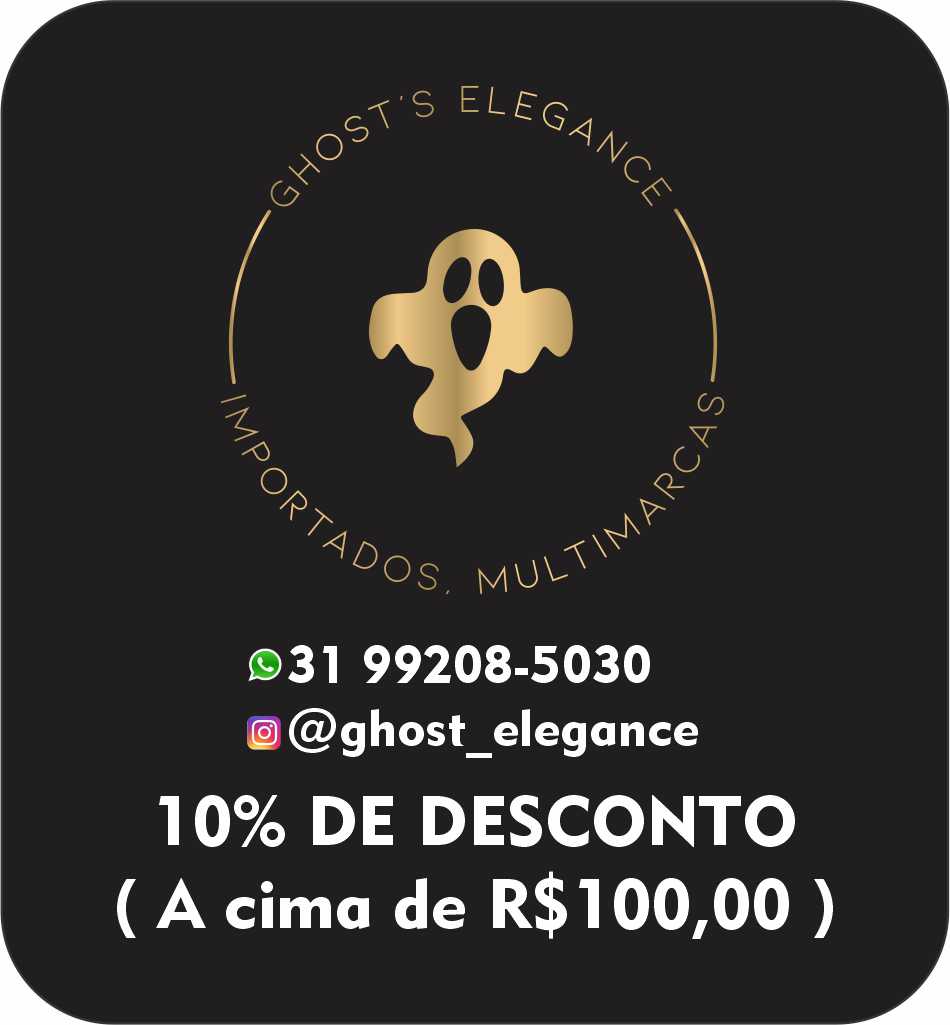 GHOST'S ELEGANCE
IMPORTADOS, MULTIMARCAS
31 99208-5030
@ghost_elegance
10% DE DESCONTO
( A cima de R$100,00 )